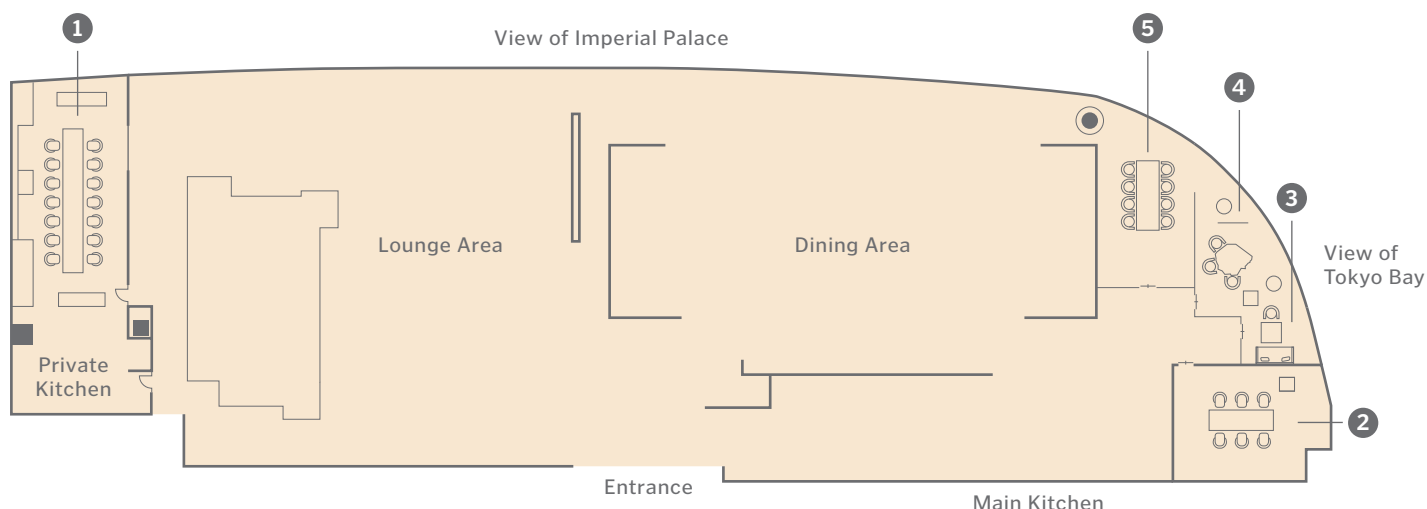 1
View of Imperial Palace
5
4
3
Lounge Area
Dining Area
View of
Tokyo Bay
Private
Kitchen
2
Entrance
Main Kitchen